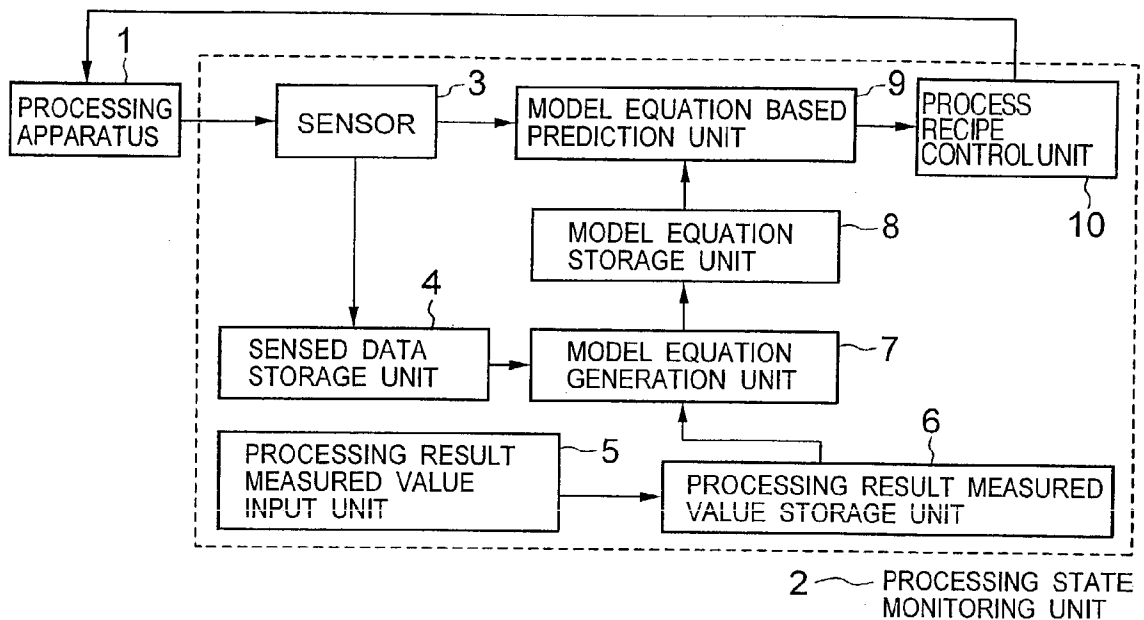 1
PROCESSING
APPARATUS
3
SENSOR
9
MODEL EQUATION BASED
PREDICTION UNIT
PROCESS
RECIPE
CONTROL UNIT
10
8
MODEL EQUATION
STORAGE UNIT
4
SENSED DATA
STORAGE UNIT
7
MODEL EQUATION
GENERATION UNIT
5
PROCESSING RESULT
MEASURED VALUE
INPUT UNIT
6
PROCESSING RESULT MEASURED
VALUE STORAGE UNIT
2
PROCESSING STATE
MONITORING UNIT